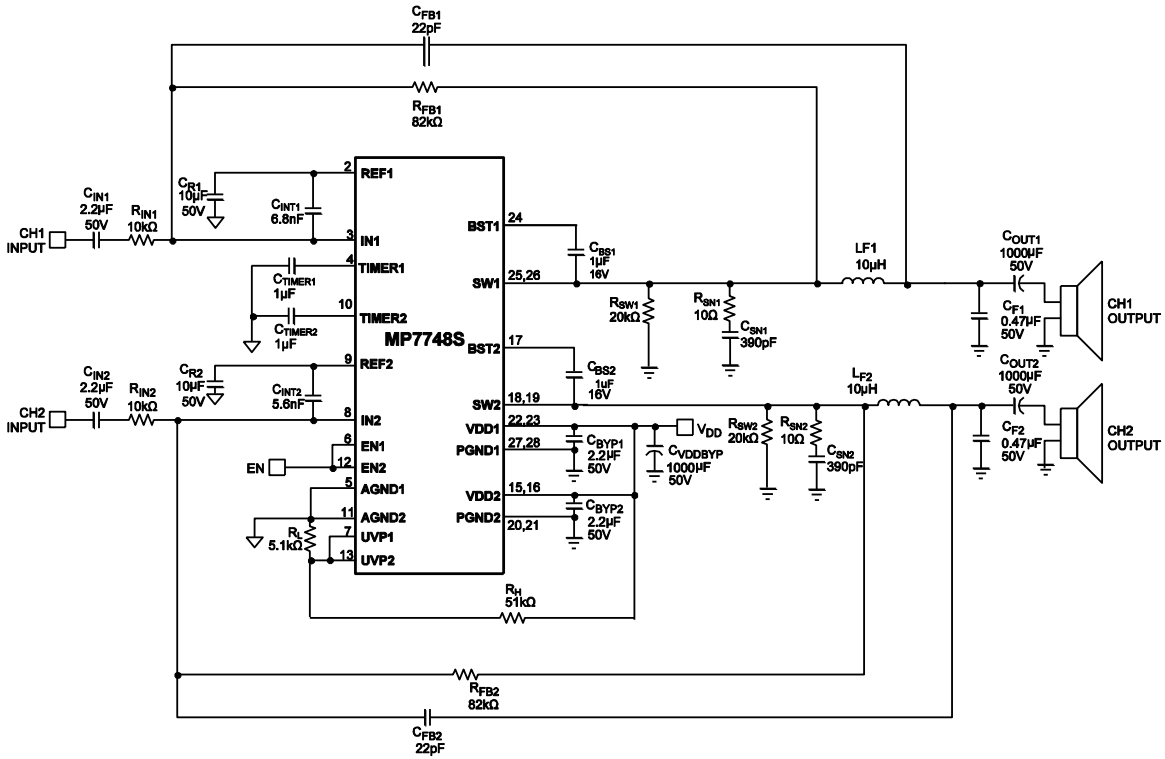 CFB1
22pF
RFB1
82kΩ
CR1
10µF
50V
CIN1
2.2µF
50V
RIN1
10kΩ
CH1
INPUT
CINT1
6.8nF
2
REF1
3
IN1
4
TIMER1
CTIMER1
1µF
10
TIMER2
CTIMER2
1µF
MP7748S
9
REF2
CR2
10µF
50V
CIN2
2.2µF
50V
RIN2
10kΩ
CH2
INPUT
CINT2
5.6nF
8
IN2
6
EN1
EN
12
EN2
5
AGND1
11
AGND2
RL
5.1kΩ
7
UVP1
13
UVP2
BST1
24
CBS1
1µF
16V
SW1
25,26
RSW1
20kΩ
RSN1
10Ω
CSN1
390pF
LF1
10µH
COUT1
1000µF
50V
CF1
0.47µF
50V
CH1
OUTPUT
BST2
17
CBS2
1uF
16V
SW2
18,19
LF2
10µH
COUT2
1000µF
50V
CF2
0.47µF
50V
CH2
OUTPUT
VDD1
22,23
VDD
PGND1
27,28
CBYP1
2.2µF
50V
CVDDBYP
1000µF
50V
RSW2
20kΩ
RSN2
10Ω
CSN2
390pF
VDD2
15,16
PGND2
20,21
CBYP2
2.2µF
50V
RH
51kΩ
RFB2
82kΩ
CFB2
22pF